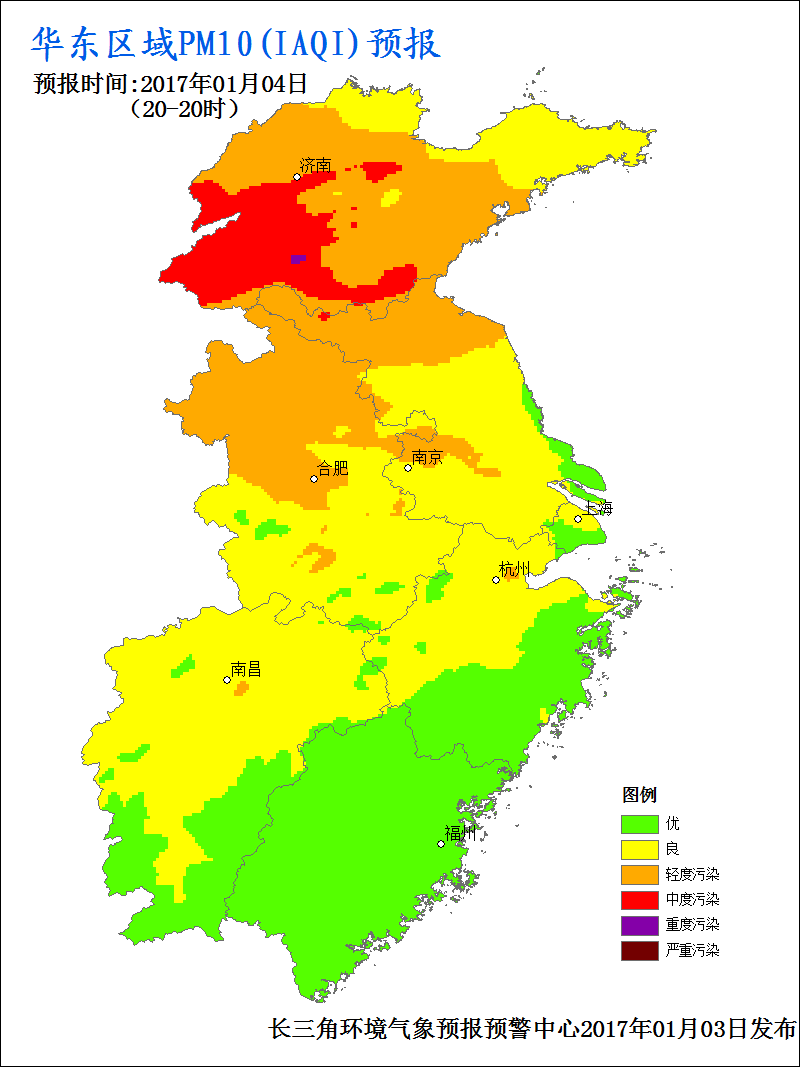 华东区域PM10(IAQI)预报
预报时间:2017年01月04日
（20-20时）
济南
合肥
南京
上海
杭州
南昌
福州
图例
优
良
轻度污染
中度污染
重度污染
严重污染
长三角环境气象预报预警中心2017年01月03日发布